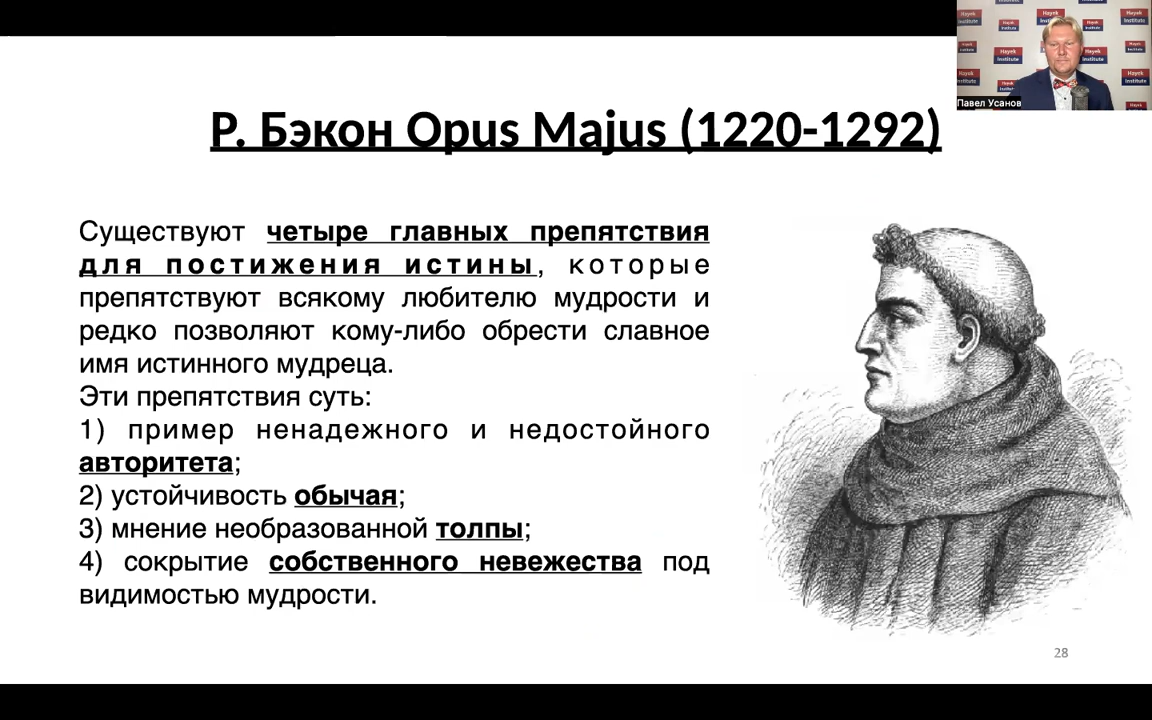 Hayek Institute
Павел Усанов
Р. Бэкон Opus Majus (1220-1292)
Существуют четыре главных препятствия
для постижения истины, которые
препятствуют всякому любителю мудрости и
редко позволяют кому-либо обрести славное
имя истинного мудреца.
Эти препятствия суть:
1) пример ненадежного и недостойного
авторитета;
2) устойчивость обычая;
3) мнение необразованной толпы;
4) сокрытие собственного невежества под
видимостью мудрости.
28